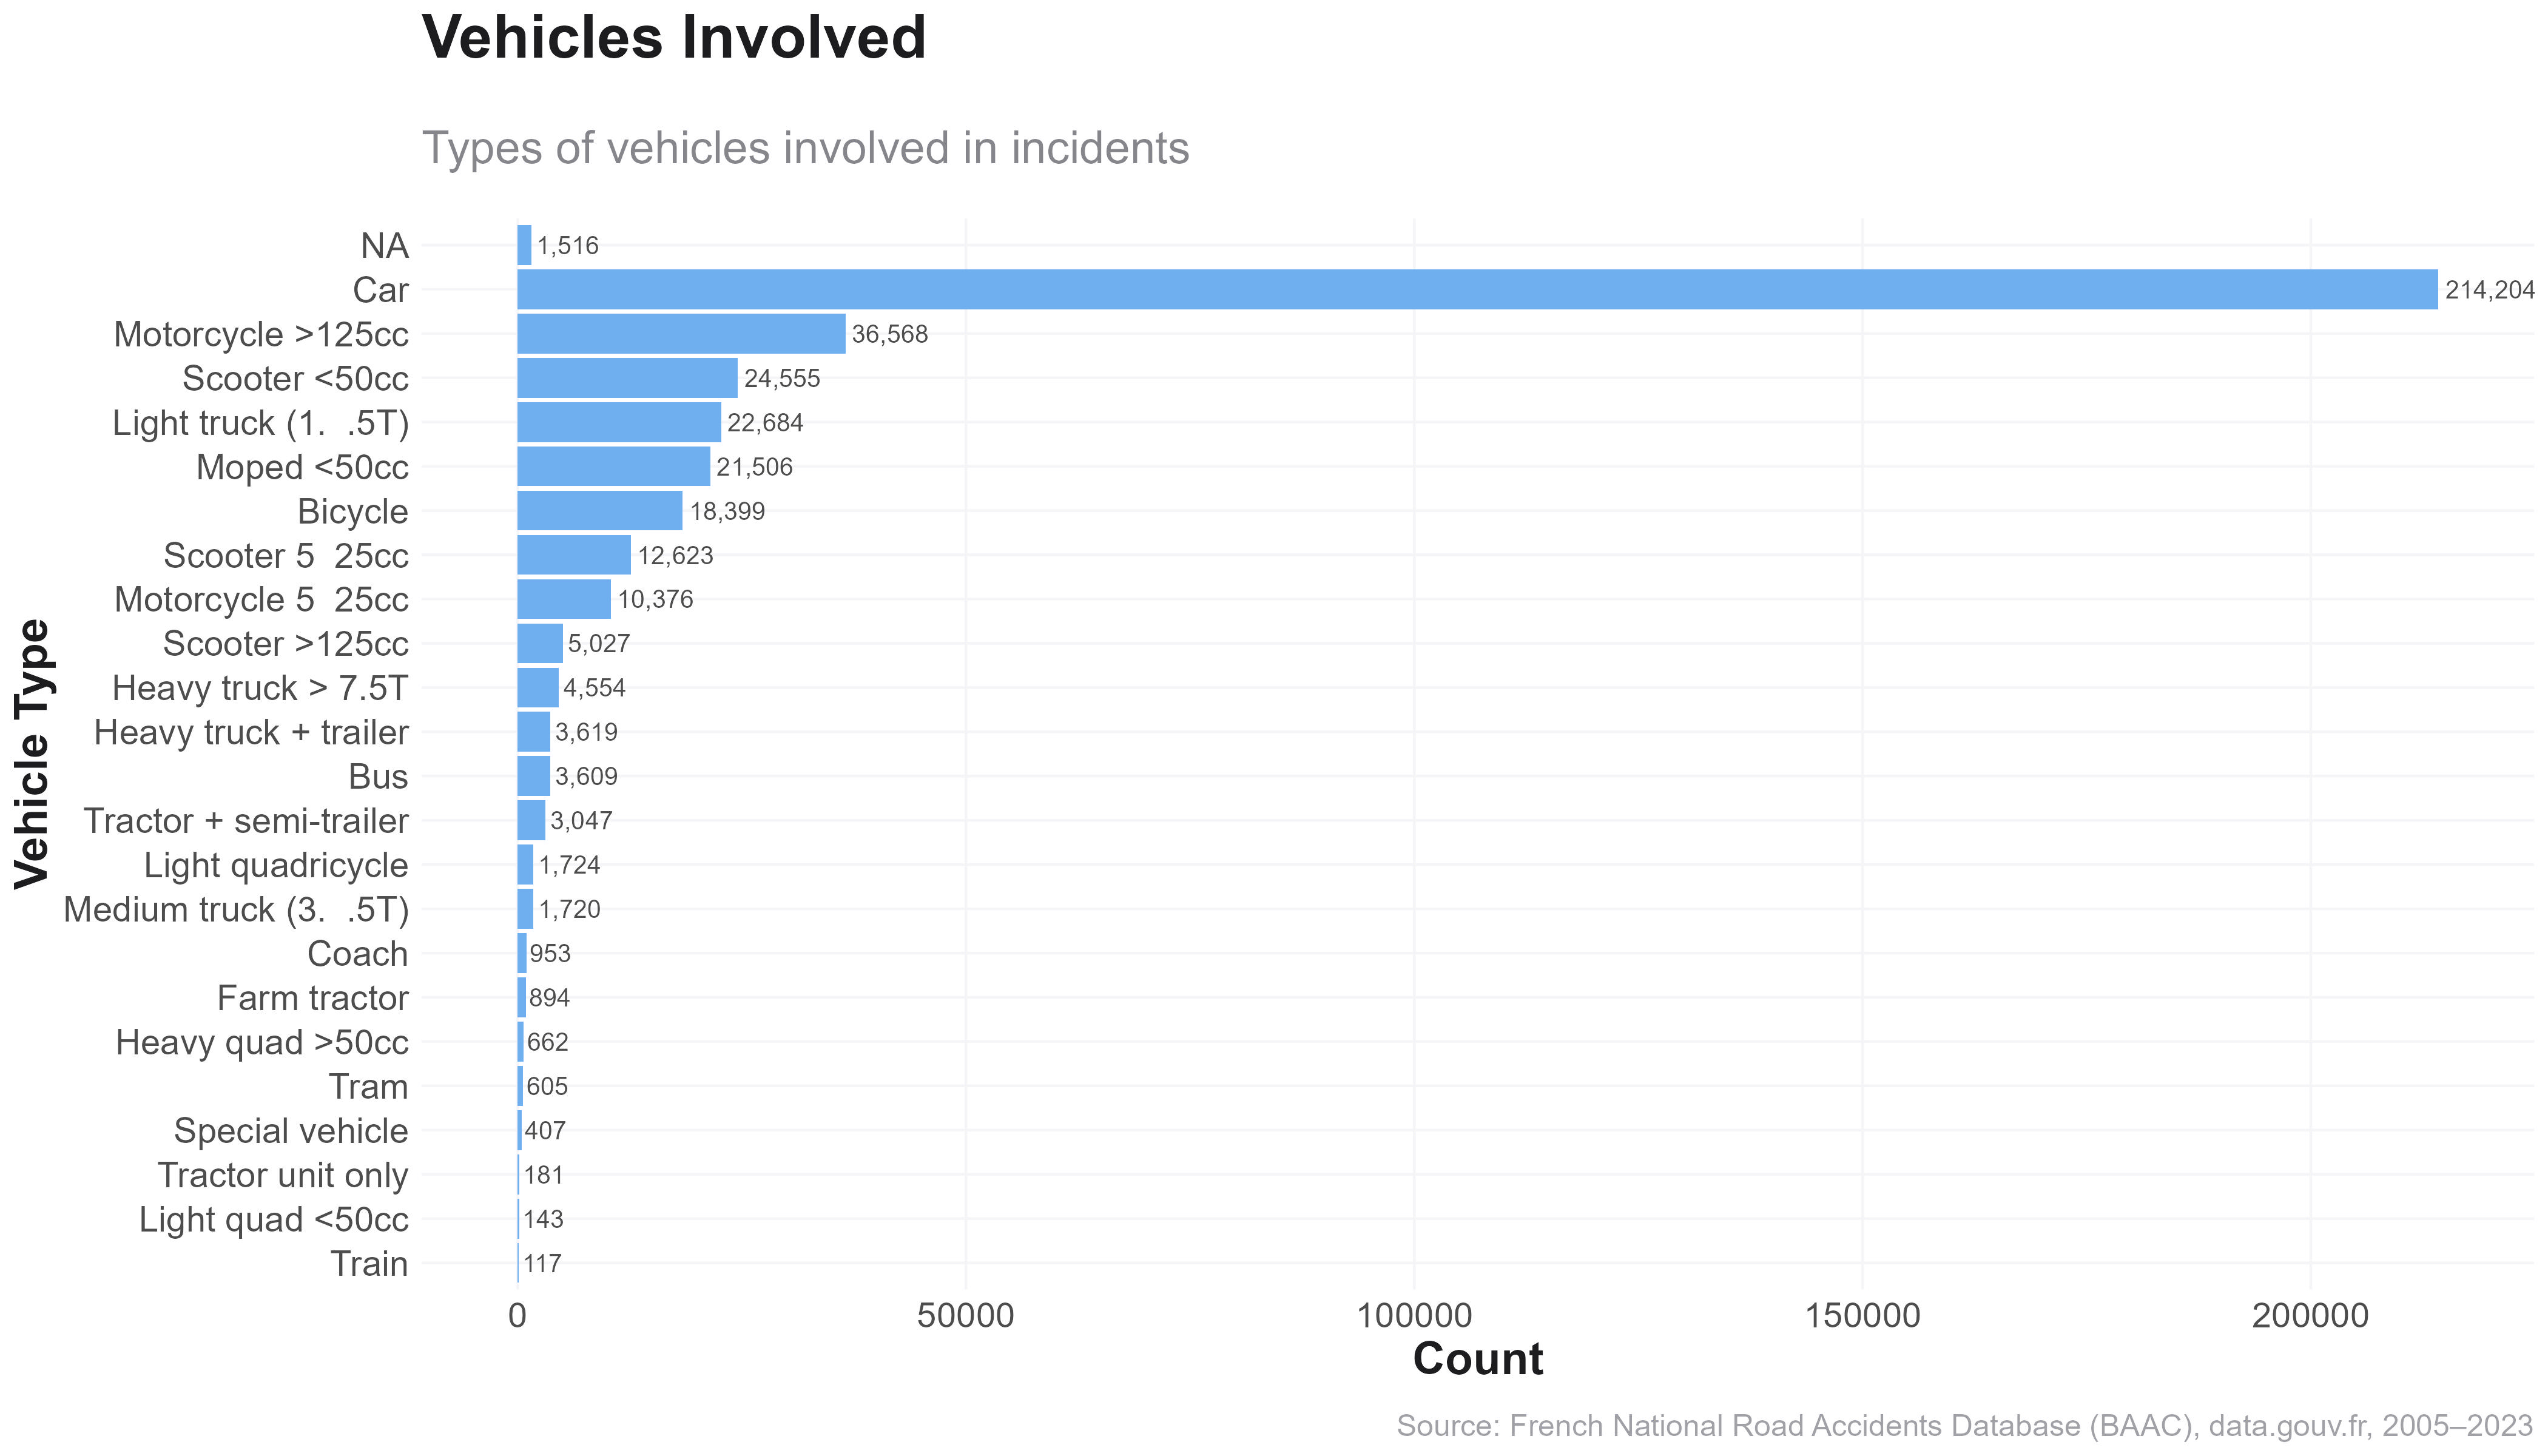 Vehicles Involved
Types of vehicles involved in incidents
NA 1,516
Car 214,204
Motorcycle >125cc 36,568
Scooter <50cc 24,555
Light truck (1.  .5T) 22,684
Moped <50cc 21,506
Bicycle 18,399
Scooter 5  25cc 12,623
Motorcycle 5  25cc 10,376
Scooter >125cc 5,027
Heavy truck > 7.5T 4,554
Heavy truck + trailer 3,619
Bus 3,609
Tractor + semi-trailer 3,047
Light quadricycle 1,724
Medium truck (3.  .5T) 1,720
Coach 953
Farm tractor 894
Heavy quad >50cc 662
Tram 605
Special vehicle 407
Tractor unit only 181
Light quad <50cc 143
Train 117
Vehicle Type
0 50000 100000 150000 200000
Count
Source: French National Road Accidents Database (BAAC), data.gouv.fr, 2005–2023